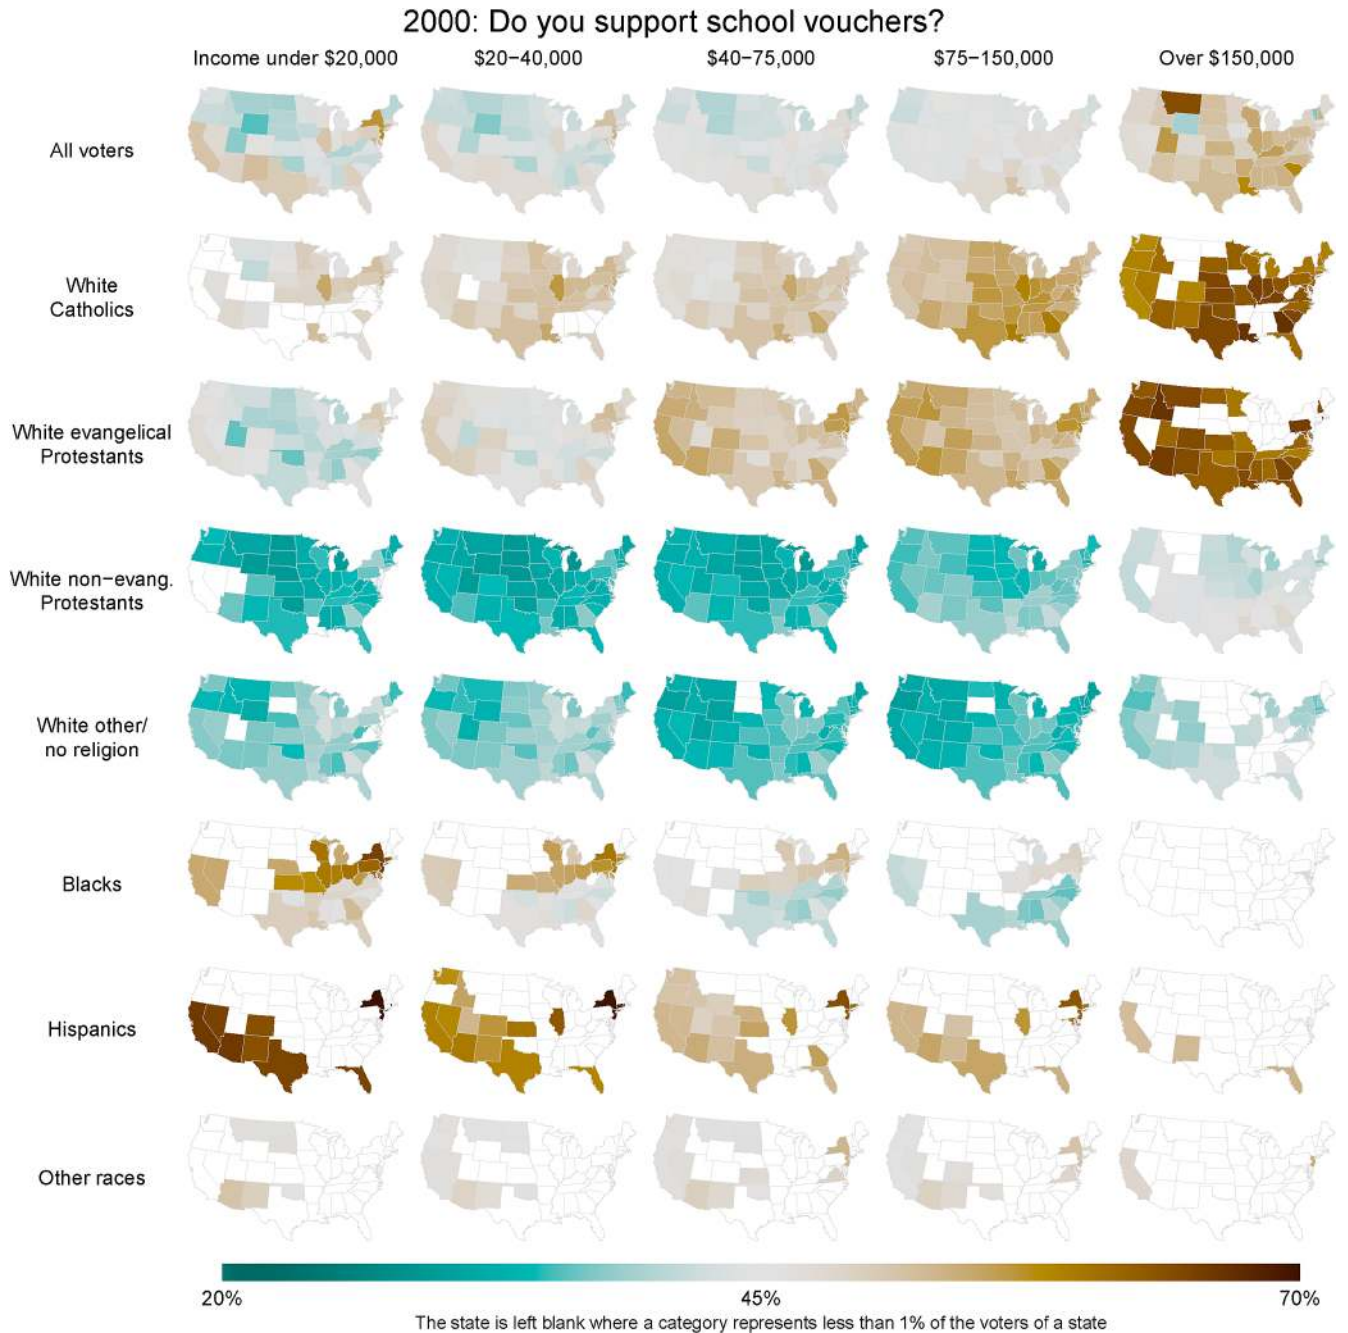 2000: Do you support school vouchers?
Income under $20,000 $20−40,000 $40−75,000 $75−150,000 Over $150,000
All voters
White
Catholics
White evangelical
Protestants
White non−evang.
Protestants
White other/
no religion
Blacks
Hispanics
Other races
20% 45% 70%
The state is left blank where a category represents less than 1% of the voters of a state